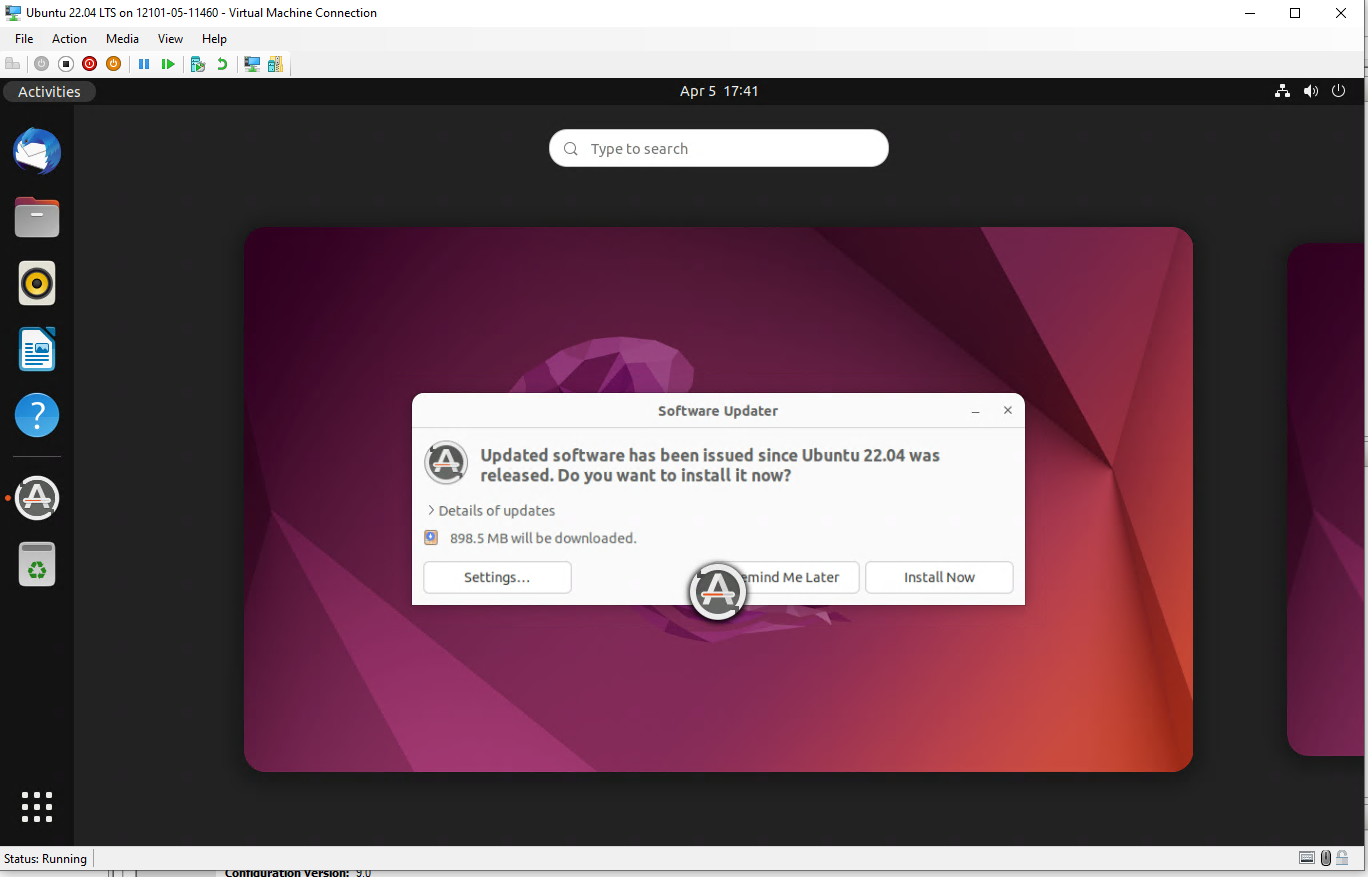 Ubuntu 22.04 LTS on 12101-05-11460 - Virtual Machine Connection
File Action Media View Help
Activities
Apr 5 17:41
Type to search
Software Updater
Updated software has been issued since Ubuntu 22.04 was
released. Do you want to install it now?
Details of updates
898.5 MB will be downloaded.
Settings...
emind Me Later
Install Now
Status: Running
Configuration Version: 9.0